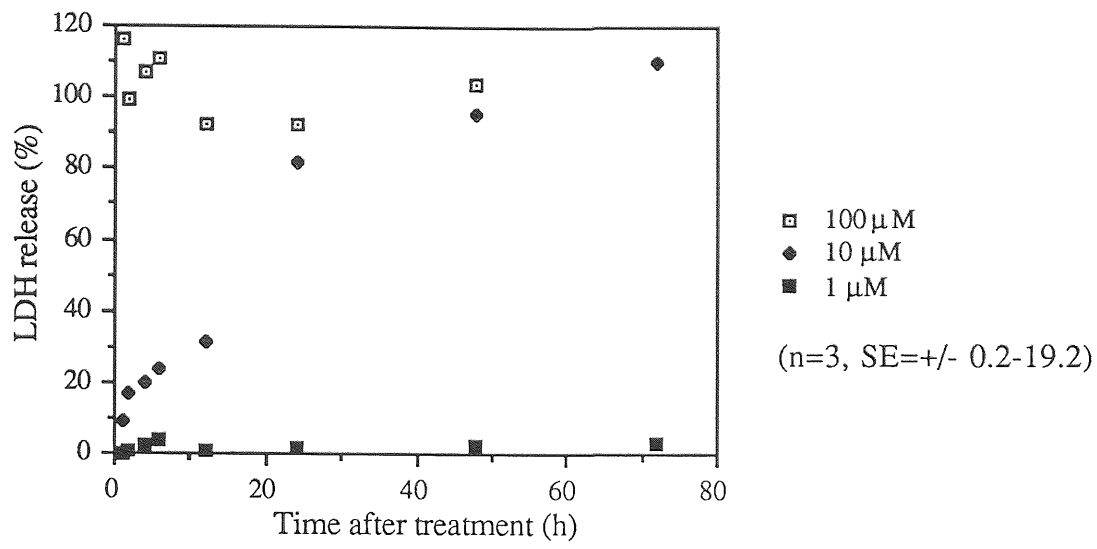 120
100
80
60
40
20
0
LDH release (%)
0 20 40 60 80
Time after treatment (h)
100 μM
10 μM
1 μM
(n=3, SE=+/- 0.2-19.2)